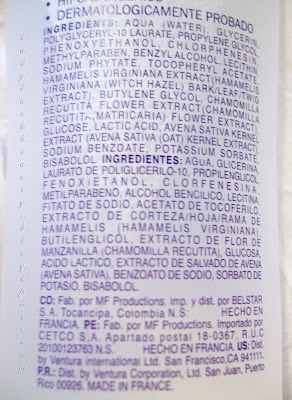 • DERMATOLOGICAMENTE PROBADO
INGREDIENTS: AQUA (WATER), GLYCERIN,
POLYGLYCERYL-10 LAURATE, PROPYLENE GLYCOL,
PHENOXYETHANOL, CHLORPHENESIN,
METHYLPARABEN, BENZYL ALCOHOL, LECITHIN,
SODIUM PHYTATE, TOCOPHERYL ACETATE,
HAMAMELIS VIRGINIANA EXTRACT (HAMAMELIS
VIRGINIANA (WITCH HAZEL) BARK/LEAF/TWIG
EXTRACT), BUTYLENE GLYCOL, CHAMOMILLA
RECUTITA FLOWER EXTRACT(CHAMOMILLA
RECUTITA (MATRICARIA) FLOWER EXTRACT),
GLUCOSE, LACTIC ACID, AVENA SATIVA KERNEL
EXTRACT (AVENA SATIVA (OAT) KERNEL EXTRACT),
SODIUM BENZOATE, POTASSIUM SORBATE,
BISABOLOL. INGREDIENTES: AGUA, GLICERINA,
LAURATO DE POLIGLICERILO-10, PROPILENGLICOL,
FENOXIETANOL, CLORFENESINA,
METILPARABENO, ALCOHOL BENCILICO, LECITINA,
FITATO DE SODIO, ACETATO DE TOCOFERILO,
EXTRACTO DE CORTEZA/HOJA/RAMA DE
HAMAMELIS (HAMAMELIS VIRGINIANA),
BUTILENGLICOL, EXTRACTO DE FLOR DE
MANZANILLA (CHAMOMILLA RECUTITA), GLUCOSA,
ACIDO LACTICO, EXTRACTO DE SALVADO DE AVENA
(AVENA SATIVA), BENZOATO DE SODIO, SORBATO
DE POTASIO, BISABOLOL.
CO: Fab. por MF Productions. imp. y dist. por BELSTAR
S.A. Tocancipa, Colombia N.S: HECHO EN
FRANCIA. PE: Fab. por MF Productions. Importado por
CETCO S.A. Apartado postal 18-0367, R.U.C
20100123763 N.S HECHO EN FRANCIA. US: Dist.
by Ventura international Ltd. San Francisco, CA 94111.
P.R.: Dist. by Ventura Corporation, Ltd. San Juan, Puerto
Rico 00926. MADE IN FRANCE.